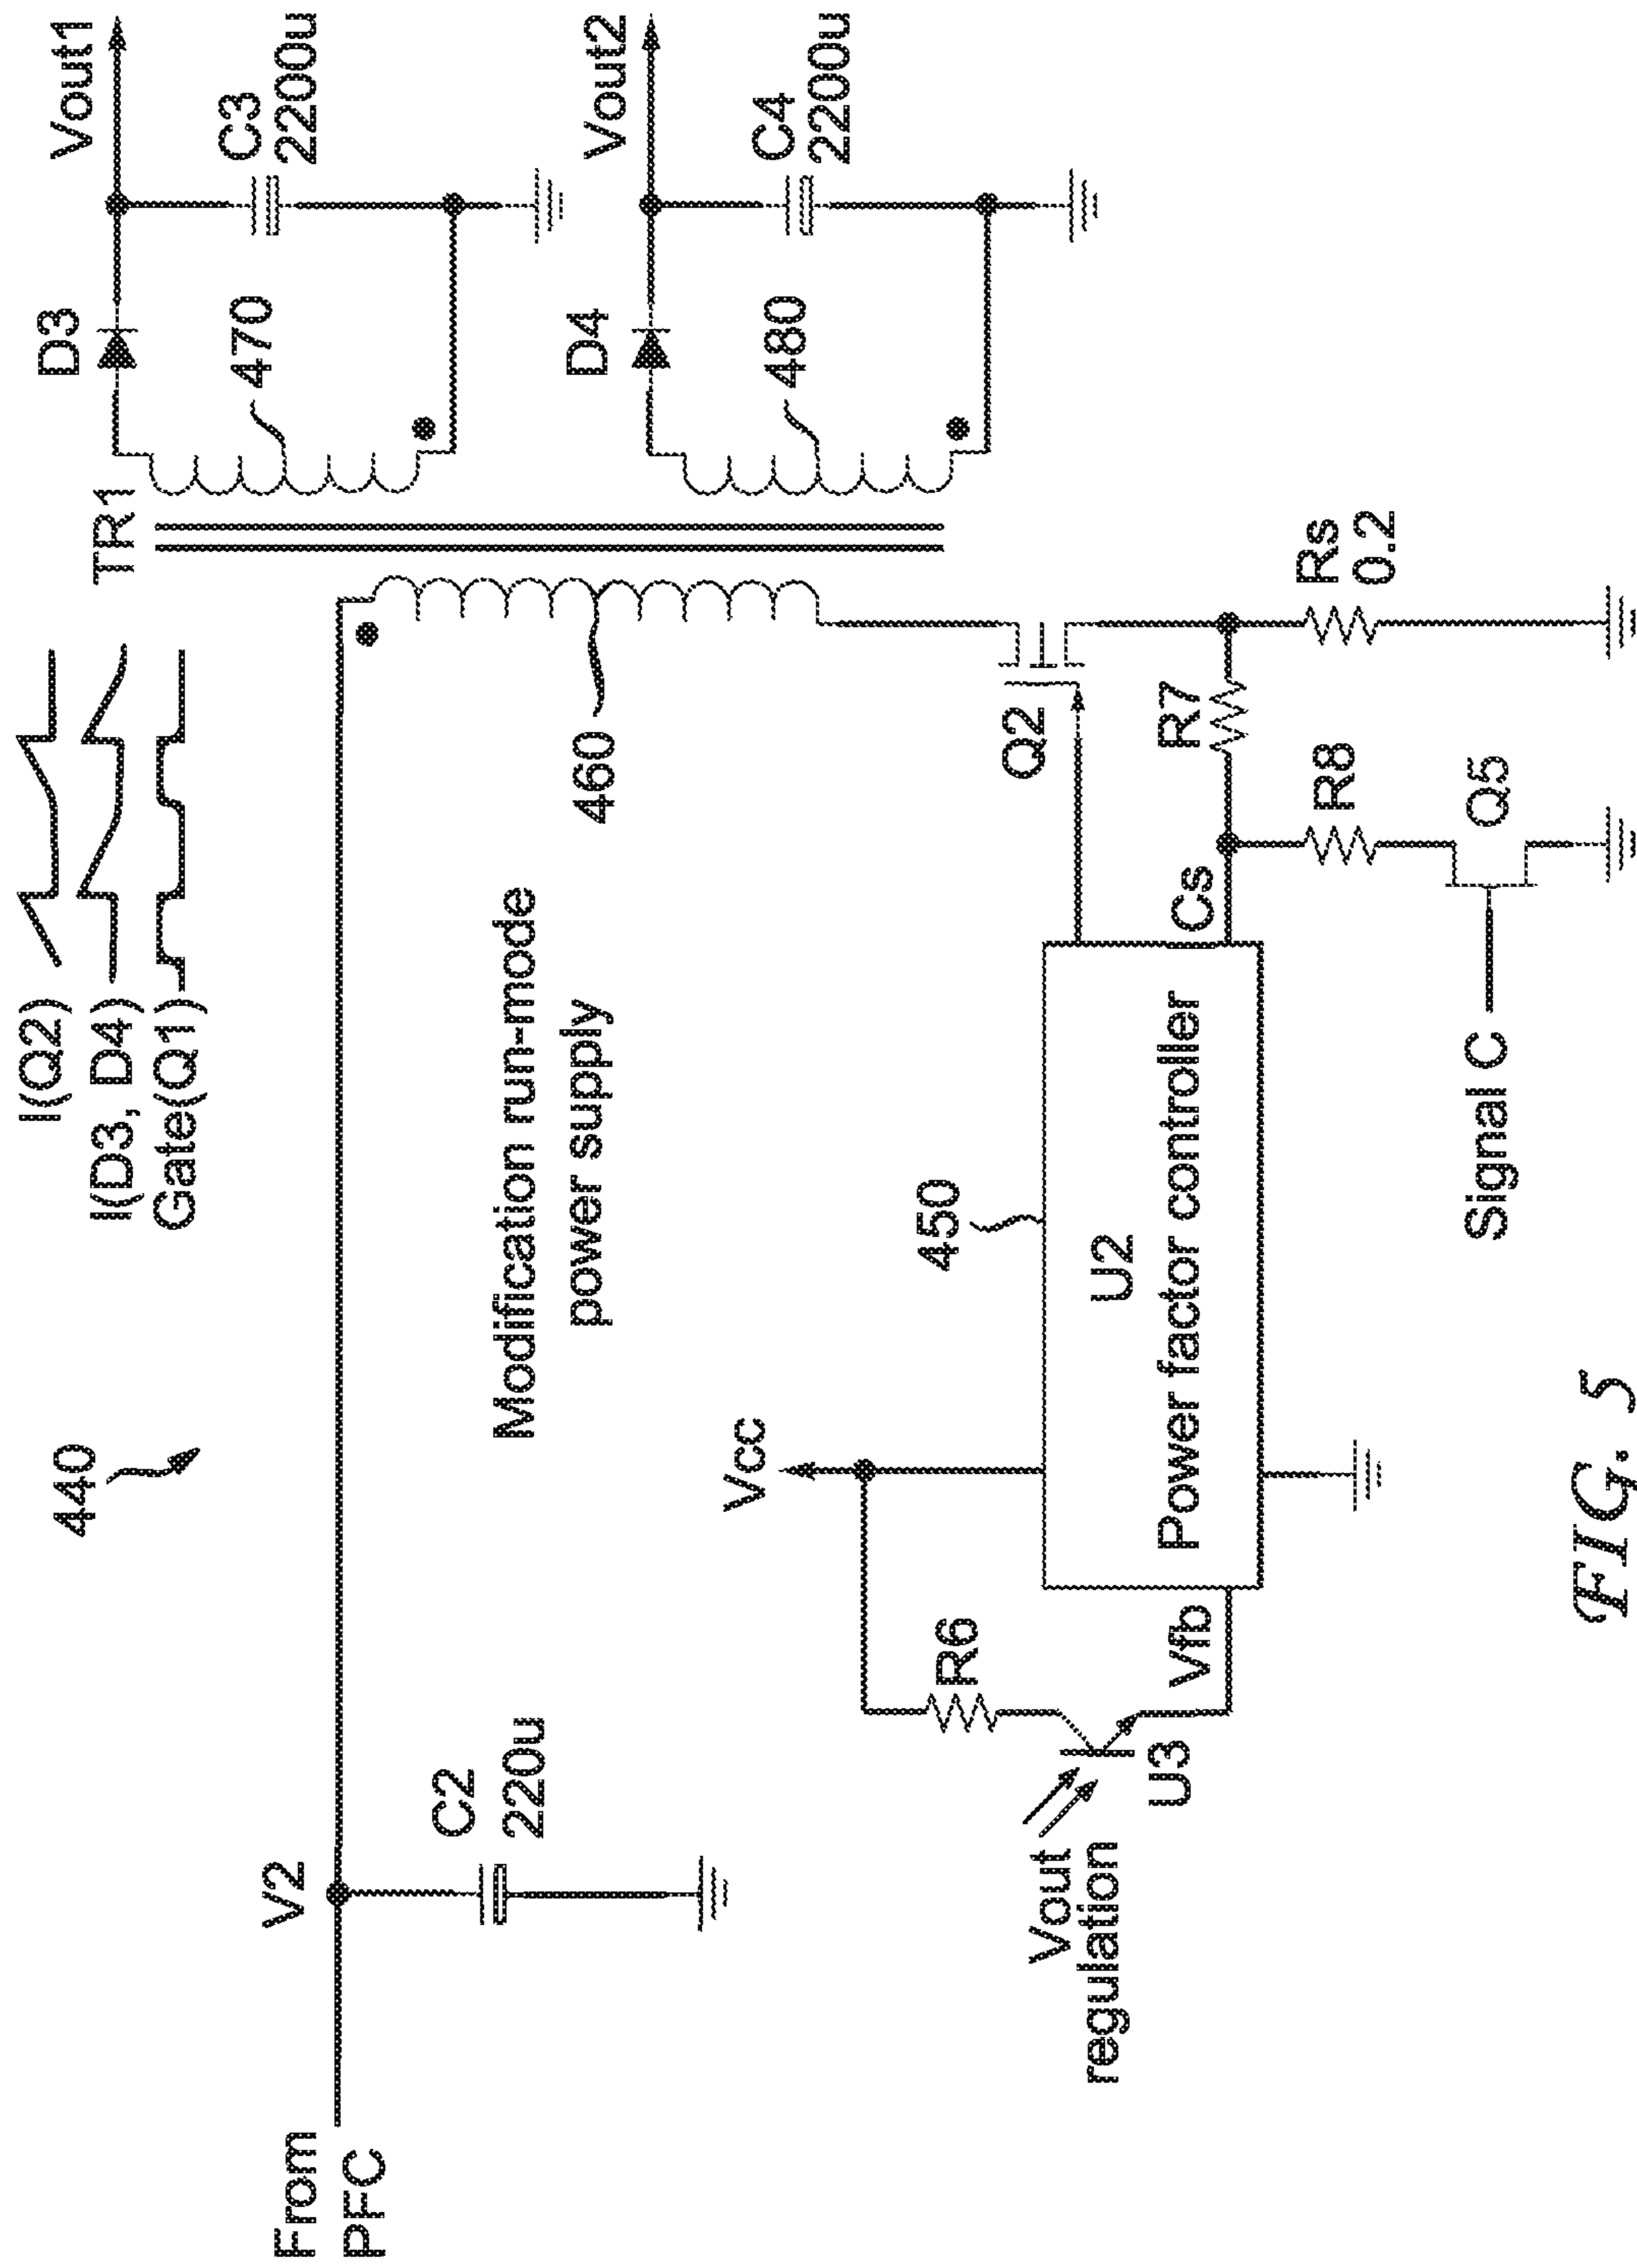 440
I(Q2)
I(D3, D4)
Gate(Q1)
TR1
D3
Vout1
C3
2200u
470
D4
Vout2
C4
2200u
480
From
PFC
V2
C2
220u
Modification run-mode
power supply
460
Vcc
R6
Vout
regulation
U3
Vfb
450
U2
Power factor controller
Cs
Q2
R7
R8
Rs
0.2
Signal C
Q5
FIG. 5